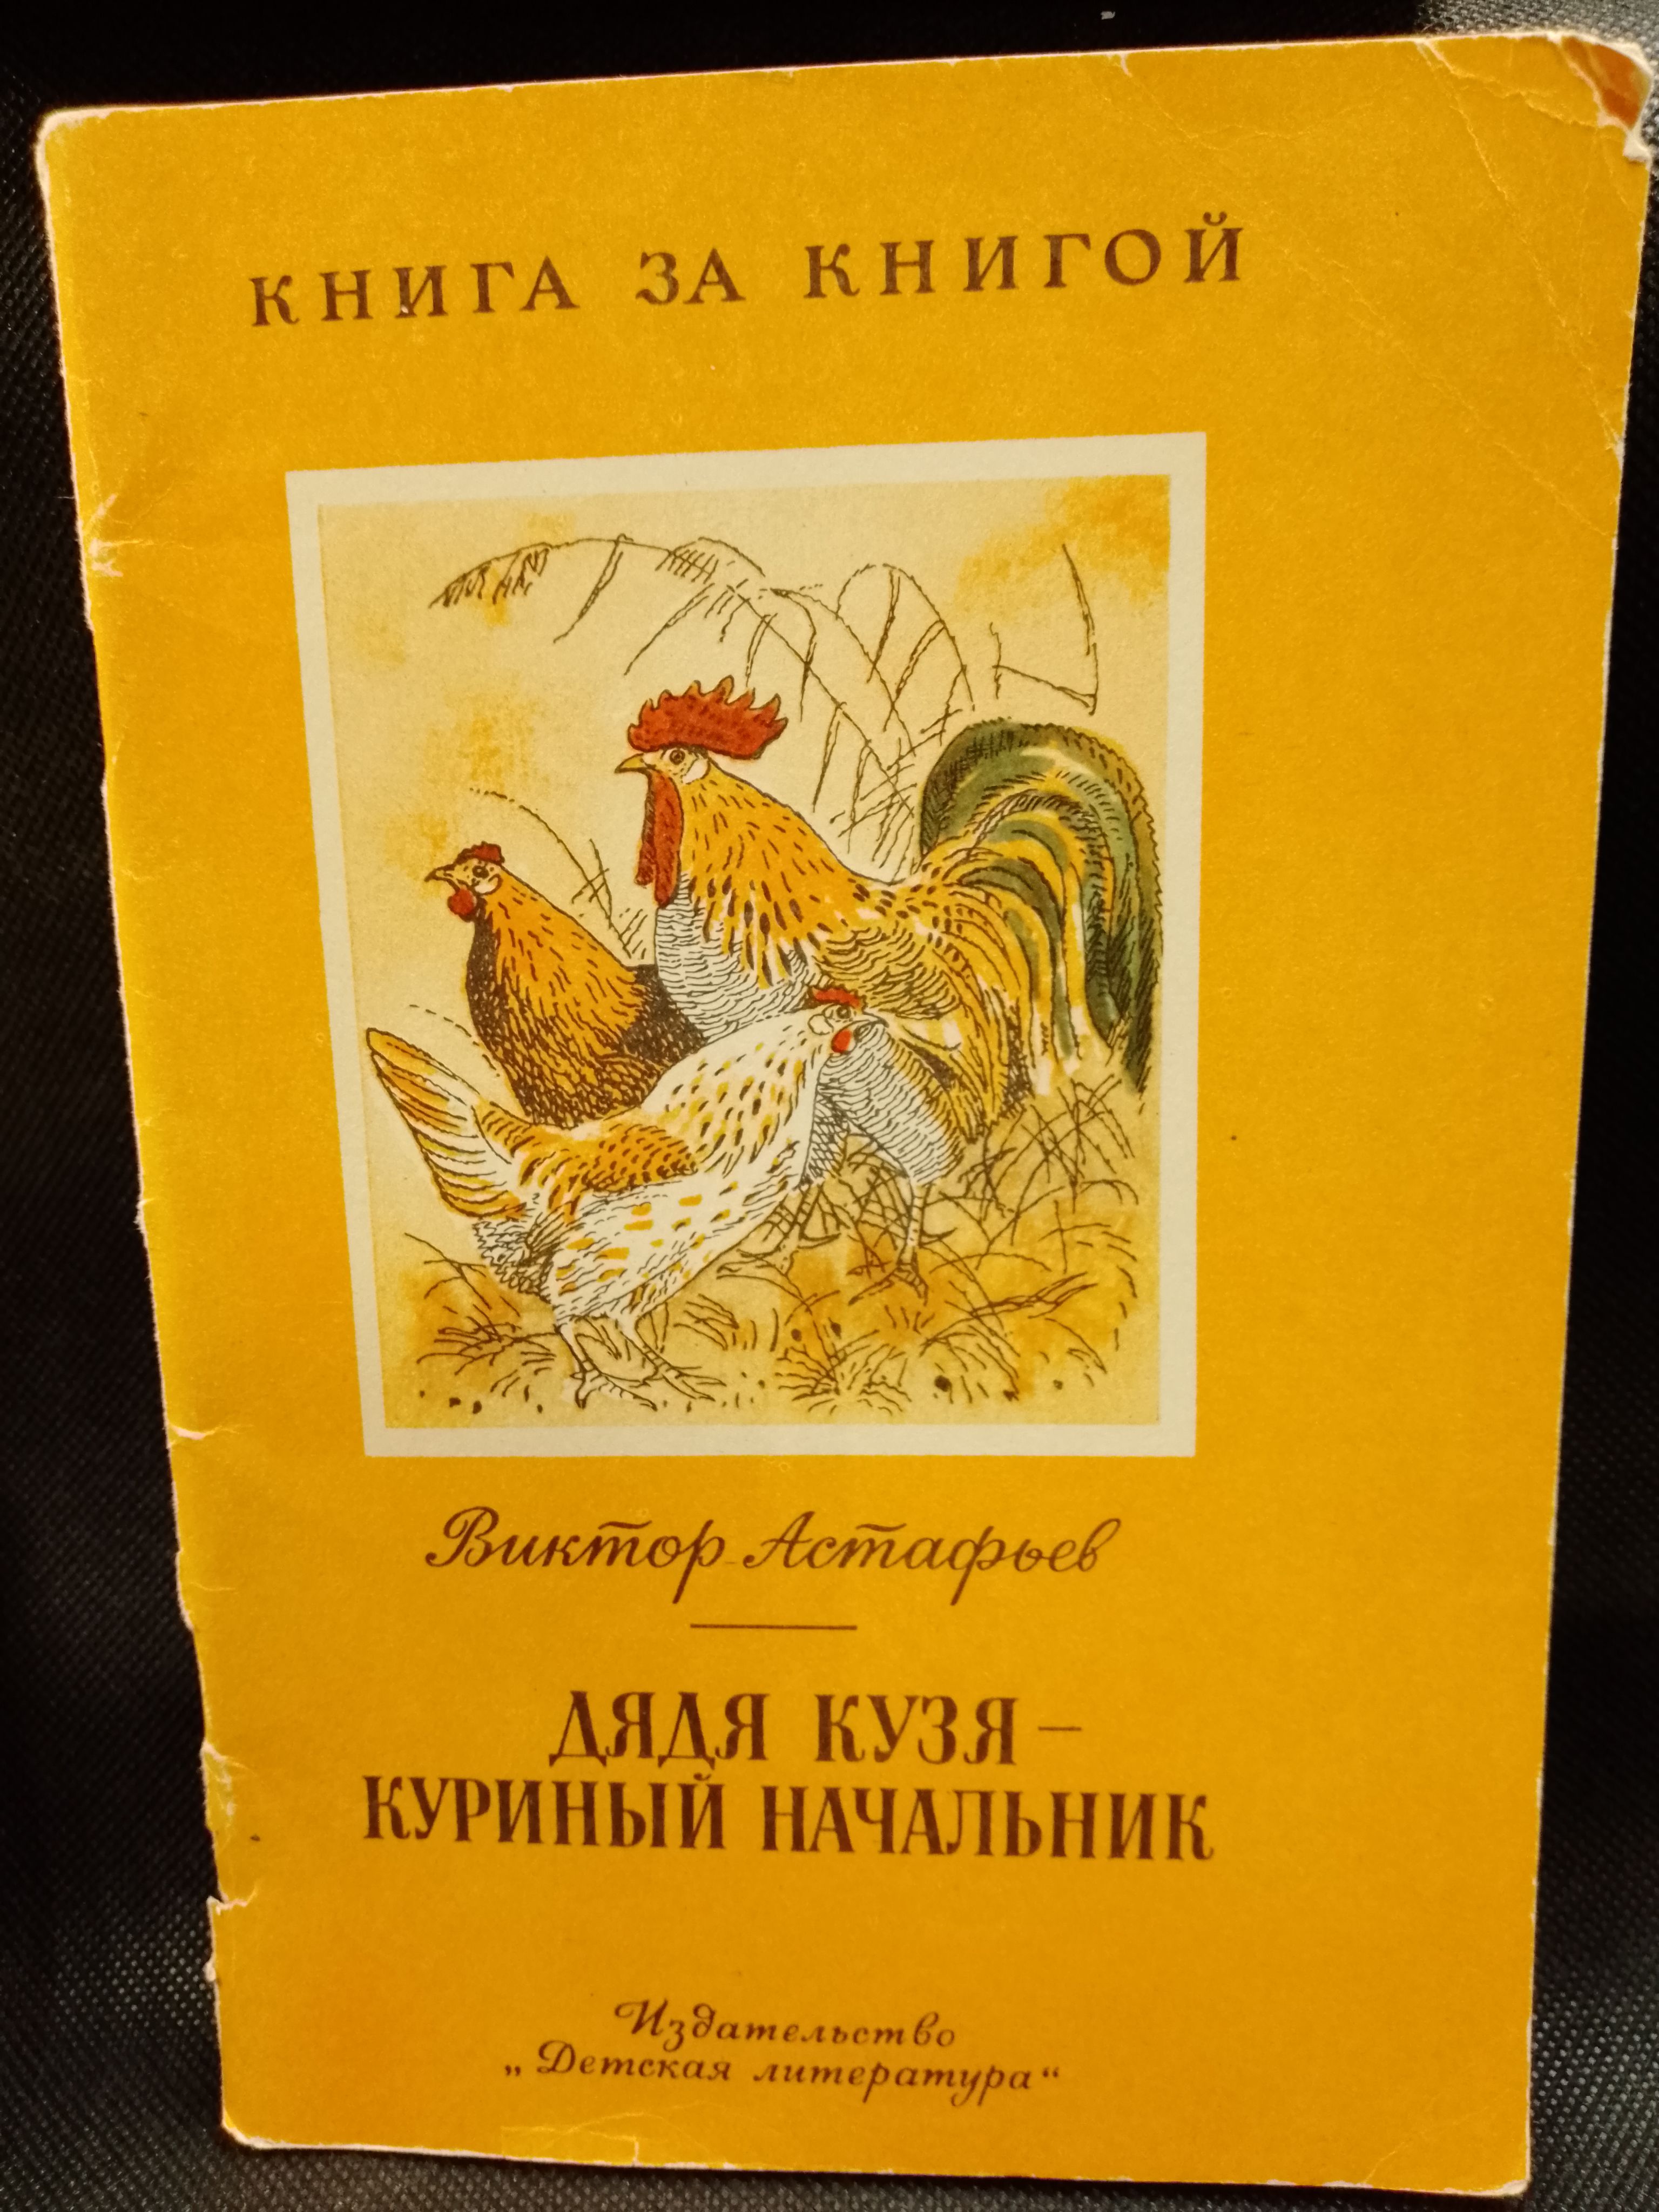 КНИГА ЗА КНИГОЙ
Виктор Астафьев
ДЯДЯ КУЗЯ –
КУРИНЫЙ НАЧАЛЬНИК
Издательство
„Детская литература“